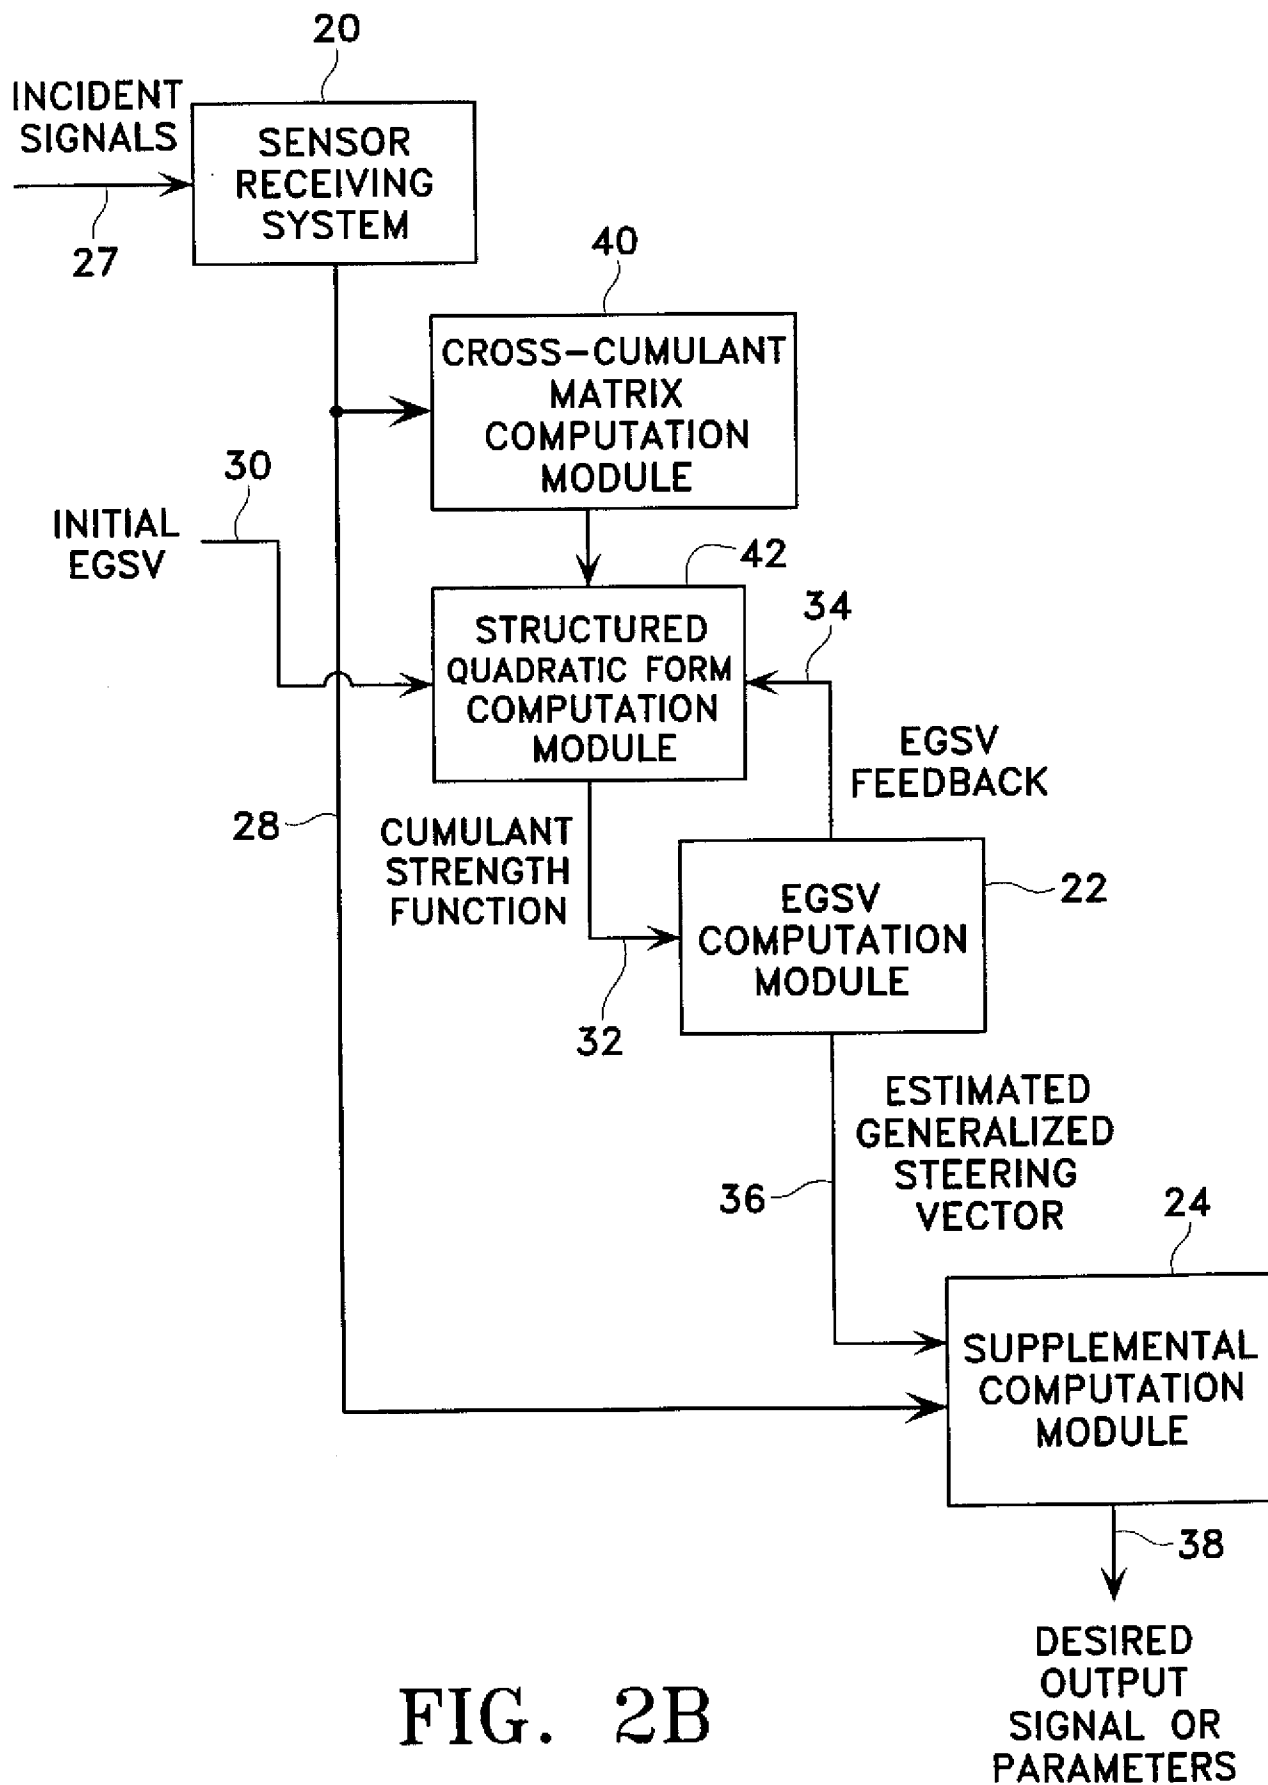 20
INCIDENT
SIGNALS
27
SENSOR
RECEIVING
SYSTEM
40
CROSS-CUMULANT
MATRIX
COMPUTATION
MODULE
30
INITIAL
EGSV
42
STRUCTURED
QUADRATIC FORM
COMPUTATION
MODULE
34
EGSV
FEEDBACK
28
CUMULANT
STRENGTH
FUNCTION
32
EGSV
COMPUTATION
MODULE
22
ESTIMATED
GENERALIZED
STEERING
VECTOR
36
24
SUPPLEMENTAL
COMPUTATION
MODULE
38
DESIRED
OUTPUT
SIGNAL OR
PARAMETERS
FIG. 2B